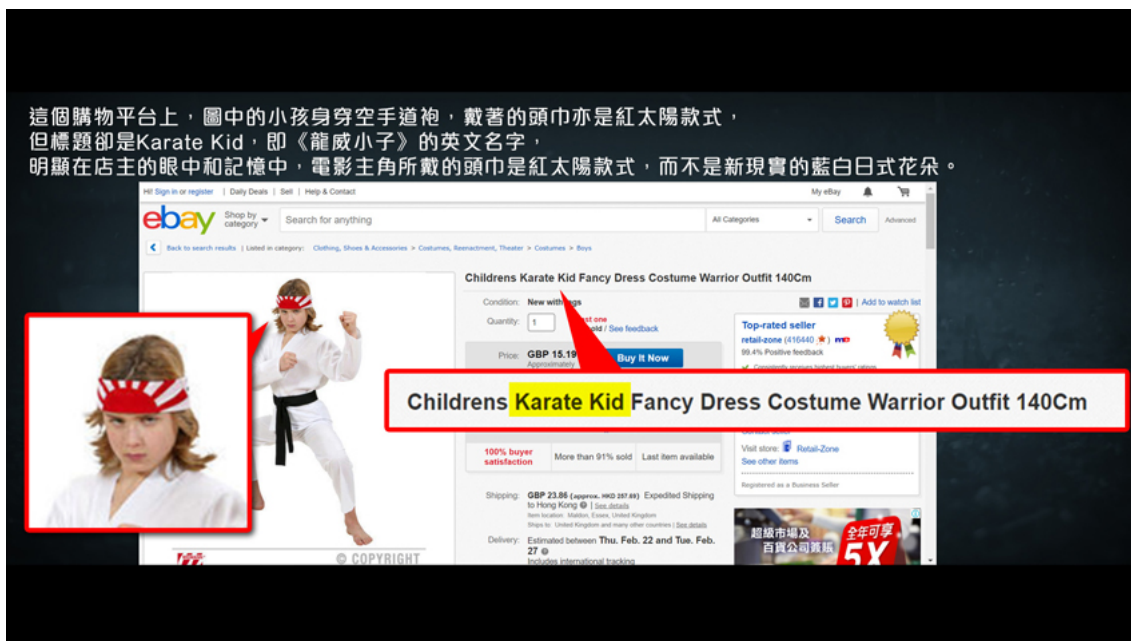 這個購物平台上，圖中的小孩身穿空手道袍，戴著的頭巾亦是紅太陽款式，
但標題卻是Karate Kid，即《龍威小子》的英文名字，
明顯在店主的眼中和記憶中，電影主角所戴的頭巾是紅太陽款式，而不是新現實的藍白日式花朵。
Hi! Sign in or register | Daily Deals | Sell | Help & Contact
My eBay
ebay
Shop by category
Search for anything
All Categories
Search
Advanced
Back to search results | Listed in category: Clothing, Shoes & Accessories > Costumes, Reenactment, Theater > Costumes > Boys
Childrens Karate Kid Fancy Dress Costume Warrior Outfit 140Cm
Condition: New with
Quantity: 1
one
/ See feedback
| Add to watch list
Price: GBP 15.19
Approximately
Buy It Now
Top-rated seller
retail-zone (416440) me
99.4% Positive feedback
Consistently receives highest buyers' ratings
Childrens Karate Kid Fancy Dress Costume Warrior Outfit 140Cm
100% buyer satisfaction
More than 91% sold
Last item available
Visit store: Retail-Zone
See other items
Registered as a Business Seller
Shipping: GBP 23.86 (approx. HKD 257.68) Expedited Shipping
to Hong Kong | See details
Item location: Maldon, Essex, United Kingdom
Ships to: United Kingdom and many other countries | See details
Delivery: Estimated between Thu. Feb. 22 and Tue. Feb.
27
Includes international tracking
© COPYRIGHT
超級市場及
百貨公司簽賬
全年可享
5X